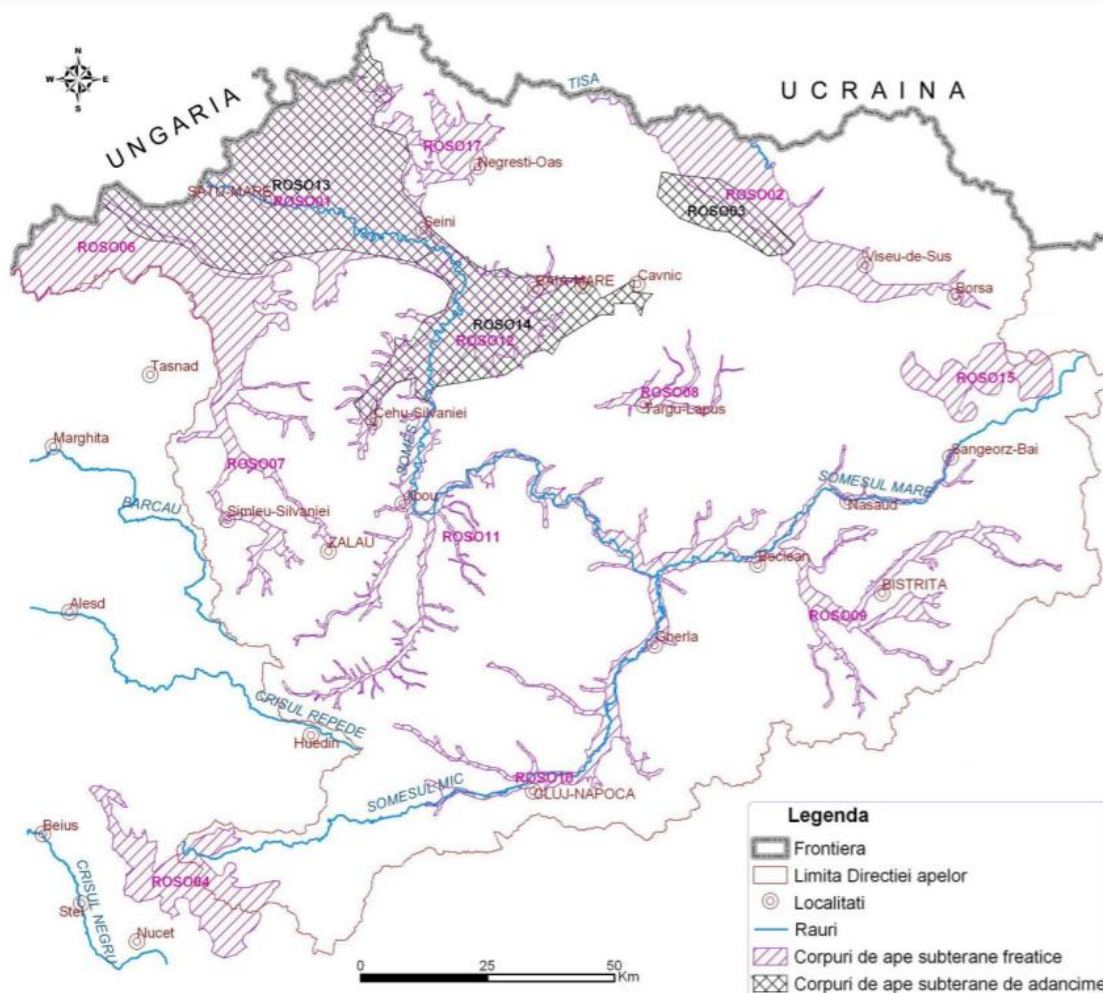 N
W E
S
TISA
UCRAINA
UNGARIA
ROSO17
Negresti-Oas
ROSO13
SATU-MARE
ROSO01
ROSO02
ROSO03
Seini
ROSO06
Viseu-de-Sus
BAIA-MARE
Cavnic
Borsa
ROSO14
ROSO12
Tasnad
ROSO15
ROSO08
Targu-Lapus
Cehu-Silvaniei
Marghita
SOMES
Sangeorz-Bai
ROSO07
SOMESUL MARE
BARCAU
Jibou
Nasaud
Simleu-Silvaniei
ROSO11
ZALAU
Beclean
BISTRITA
Alesd
ROSO09
Gherla
CRISUL REPEDE
Huedin
ROSO10
SOMESUL MIC
CLUJ-NAPOCA
Beius
ROSO04
CRISUL NEGRU
Stei
Nucet
Legenda
Frontiera
Limita Directiei apelor
Localitati
Rauri
Corpuri de ape subterane freatice
Corpuri de ape subterane de adancime
0 25 50
Km